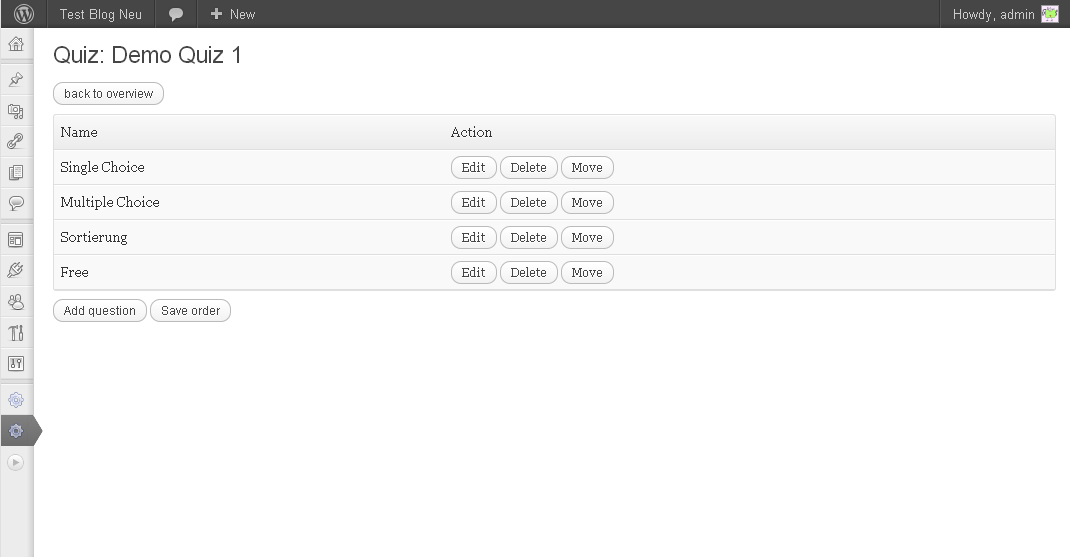 Test Blog Neu New Howdy, admin
Quiz: Demo Quiz 1
back to overview
Name Action
Single Choice Edit Delete Move
Multiple Choice Edit Delete Move
Sortierung Edit Delete Move
Free Edit Delete Move
Add question Save order